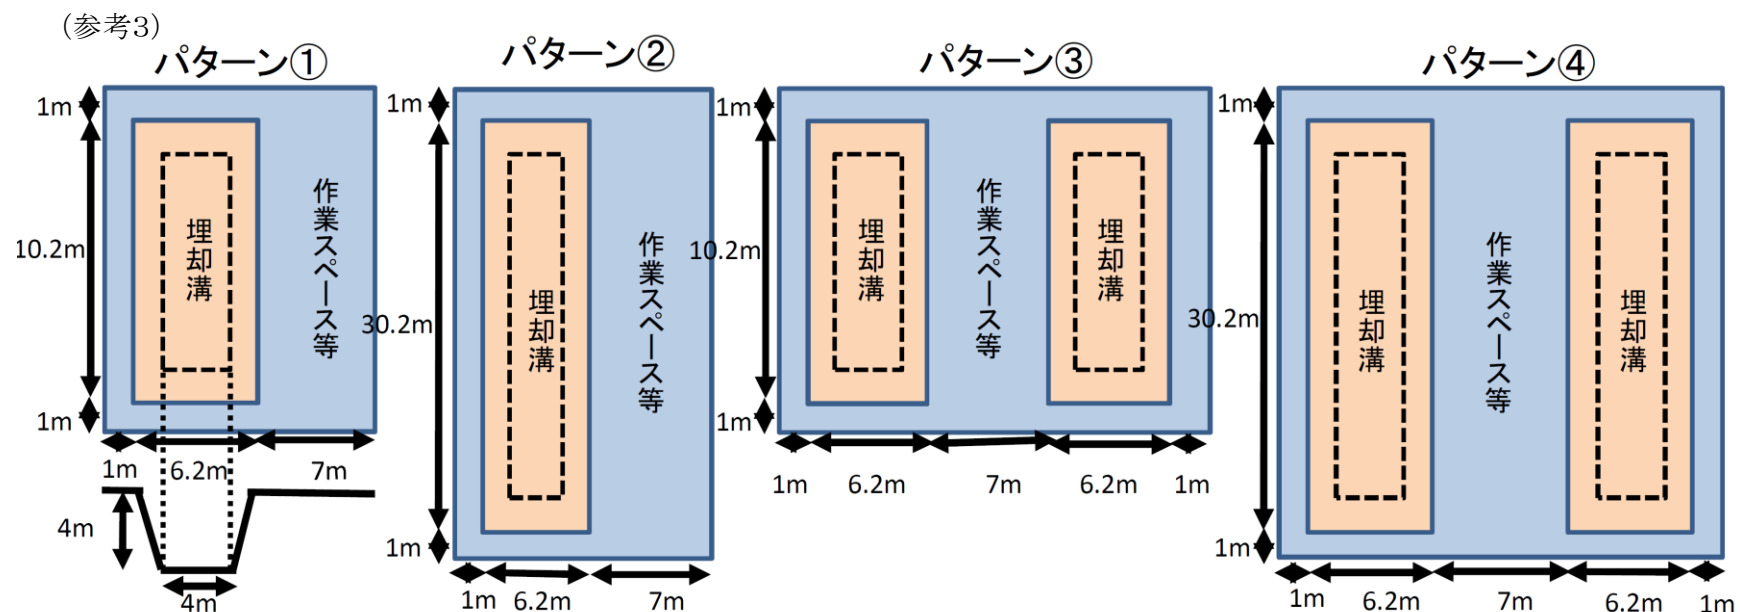 (参考3)
パターン①
1m
10.2m
1m
埋却溝
作業スペース等
1m 6.2m 7m
4m
4m
パターン②
1m
30.2m
1m
埋却溝
作業スペース等
1m 6.2m 7m
パターン③
1m
10.2m
1m
埋却溝
作業スペース等
埋却溝
1m 6.2m 7m 6.2m 1m
パターン④
1m
30.2m
1m
埋却溝
作業スペース等
埋却溝
1m 6.2m 7m 6.2m 1m